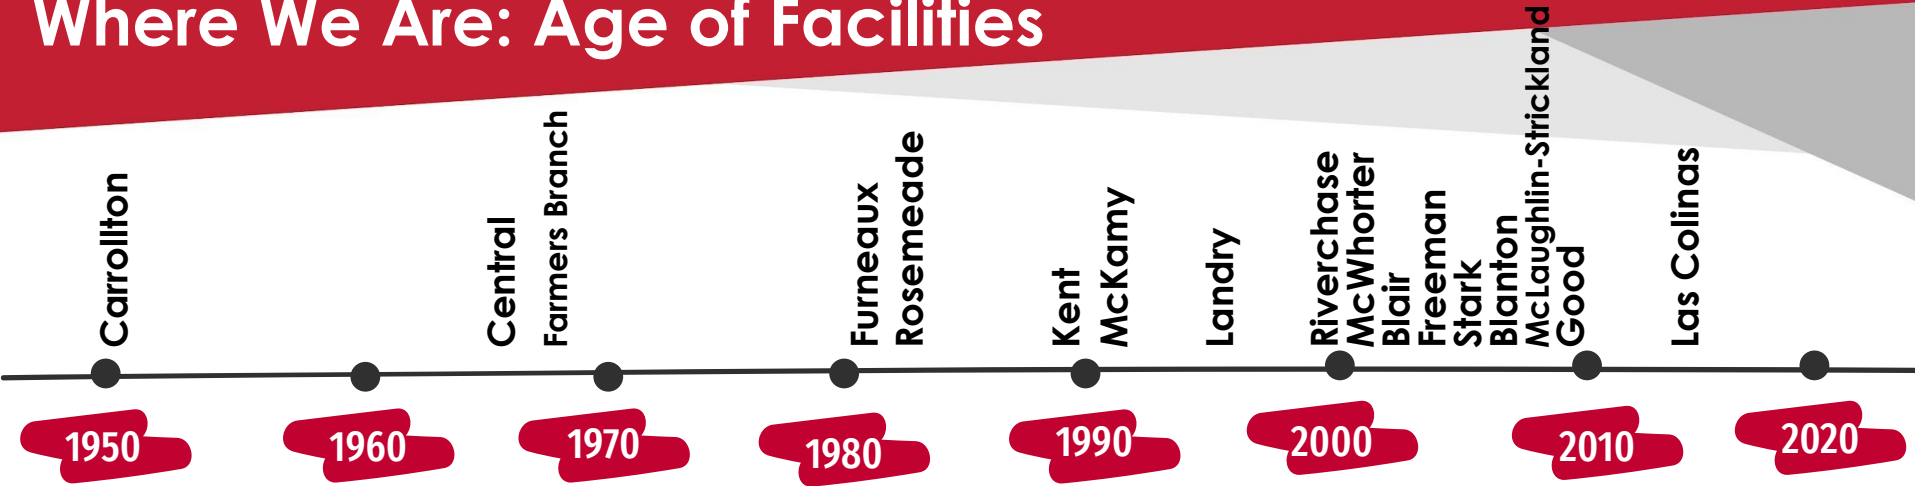 Where We Are: Age of Facilities
Carrollton
Central
Farmers Branch
Furneaux
Rosemeade
Kent
McKamy
Landry
Riverchase
McWhorter
Blair
Freeman
Stark
Blanton
McLaughlin-Strickland
Good
Las Colinas
1950
1960
1970
1980
1990
2000
2010
2020